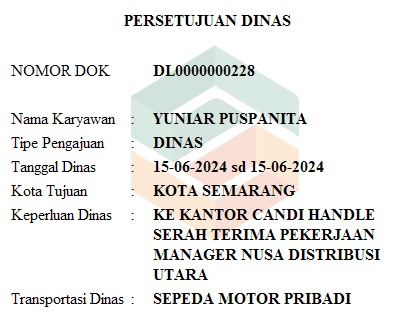 PERSETUJUAN DINAS
NOMOR DOK DL0000000228
Nama Karyawan : YUNIAR PUSPANITA
Tipe Pengajuan : DINAS
Tanggal Dinas : 15-06-2024 sd 15-06-2024
Kota Tujuan : KOTA SEMARANG
Keperluan Dinas : KE KANTOR CANDI HANDLE
SERAH TERIMA PEKERJAAN
MANAGER NUSA DISTRIBUSI
UTARA
Transportasi Dinas : SEPEDA MOTOR PRIBADI